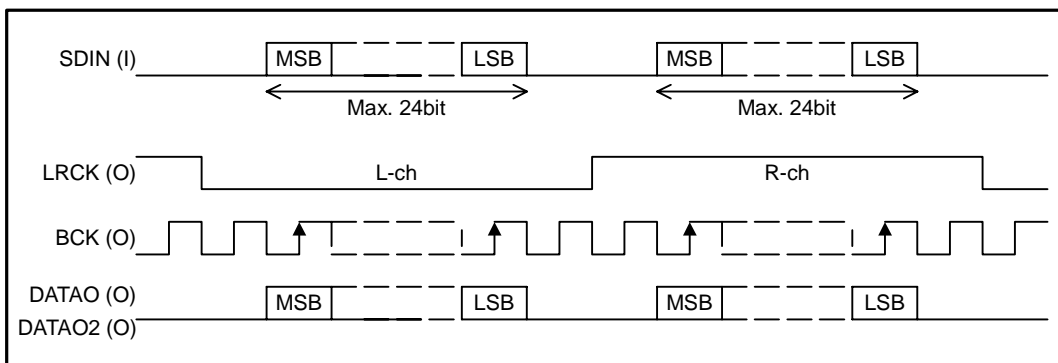 SDIN (I) MSB LSB MSB LSB
Max. 24bit Max. 24bit
LRCK (O) L-ch R-ch
BCK (O)
DATAO (O) MSB LSB MSB LSB
DATAO2 (O)